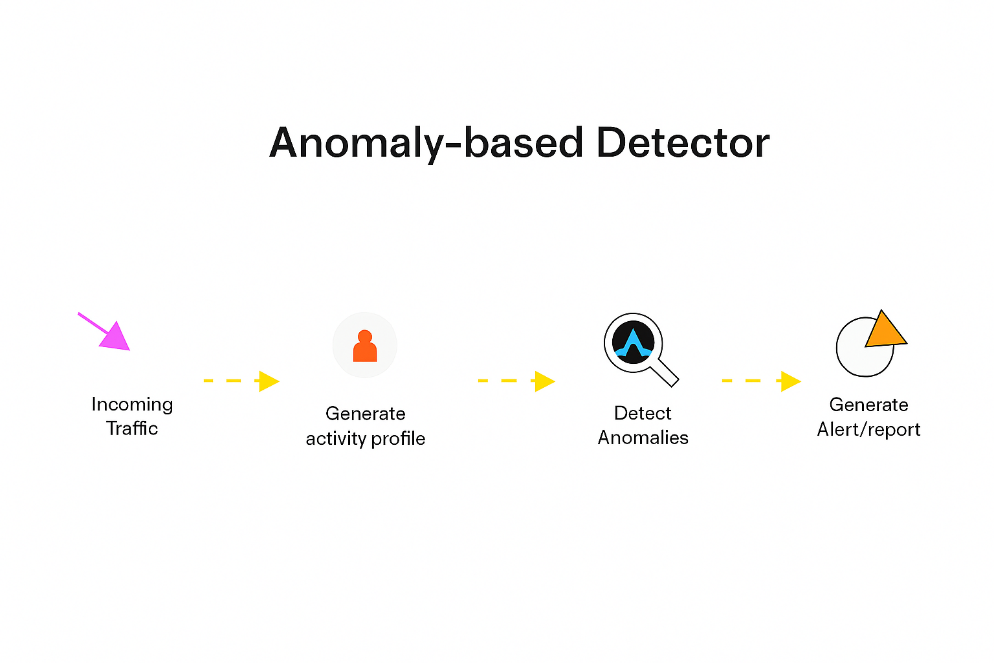 Anomaly-based Detector
Incoming
Traffic
Generate
activity profile
Detect
Anomalies
Generate
Alert/report